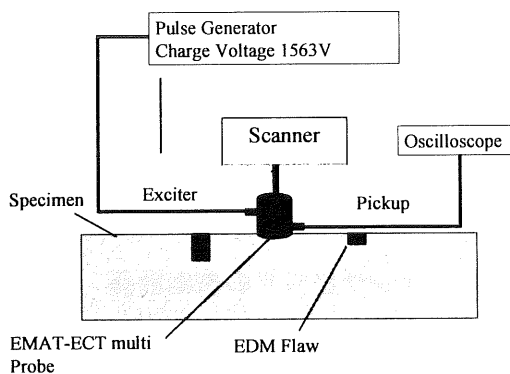 Pulse Generator
Charge Voltage 1563V
Scanner
Oscilloscope
Exciter
Pickup
Specimen
EMAT-ECT multi
Probe
EDM Flaw